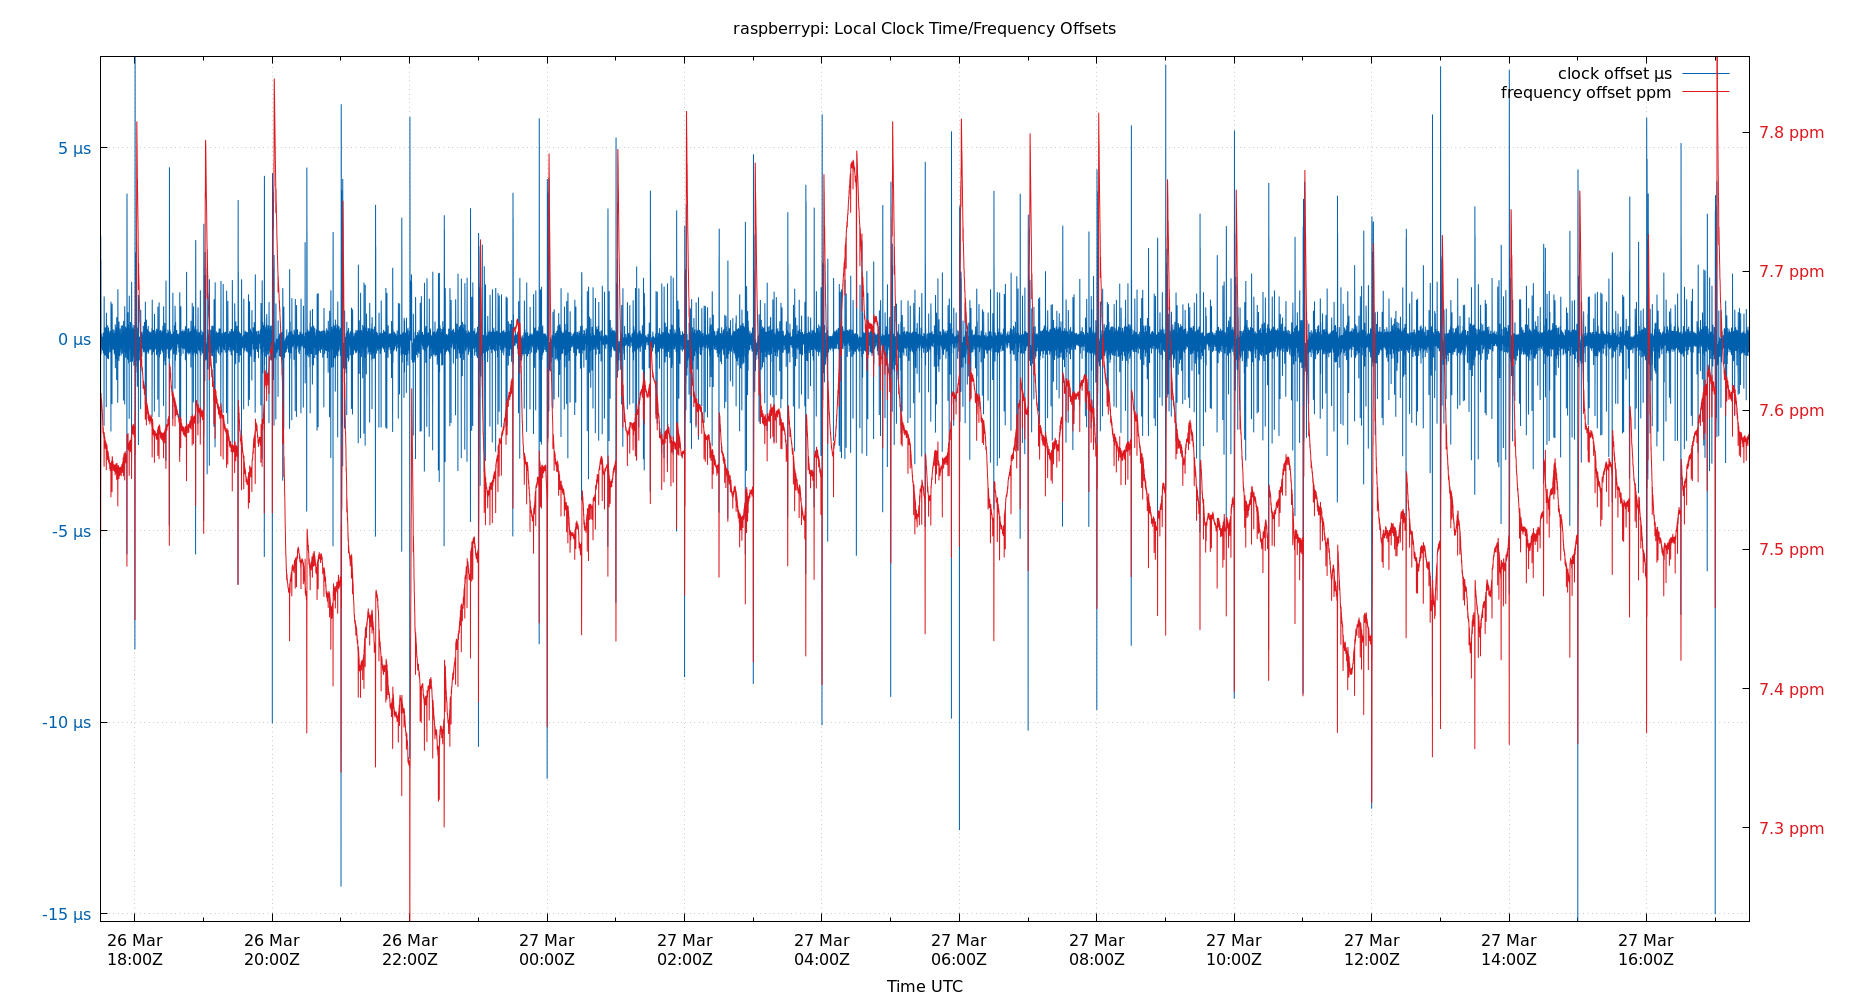 raspberrypi: Local Clock Time/Frequency Offsets
clock offset µs
frequency offset ppm
5 µs
0 µs
-5 µs
-10 µs
-15 µs
7.8 ppm
7.7 ppm
7.6 ppm
7.5 ppm
7.4 ppm
7.3 ppm
26 Mar
18:00Z
26 Mar
20:00Z
26 Mar
22:00Z
27 Mar
00:00Z
27 Mar
02:00Z
27 Mar
04:00Z
27 Mar
06:00Z
27 Mar
08:00Z
27 Mar
10:00Z
27 Mar
12:00Z
27 Mar
14:00Z
27 Mar
16:00Z
Time UTC